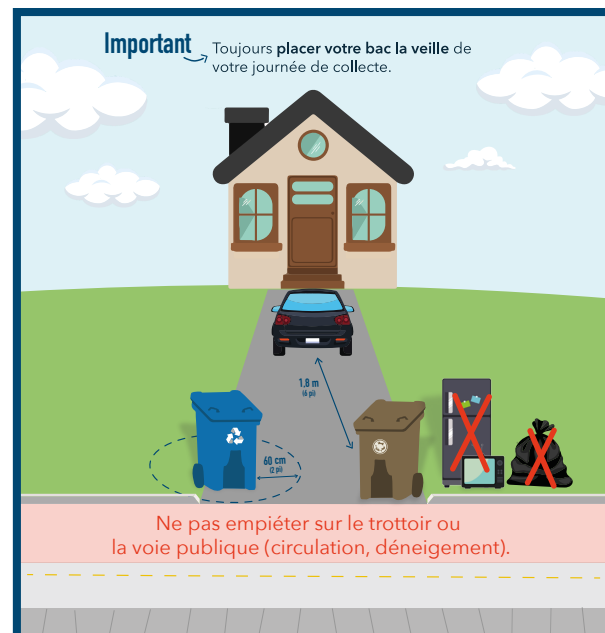 Important
Toujours placer votre bac la veille de
votre journée de collecte.
1,8 m
(6 pi)
60 cm
(2 pi)
Ne pas empiéter sur le trottoir ou
la voie publique (circulation, déneigement).